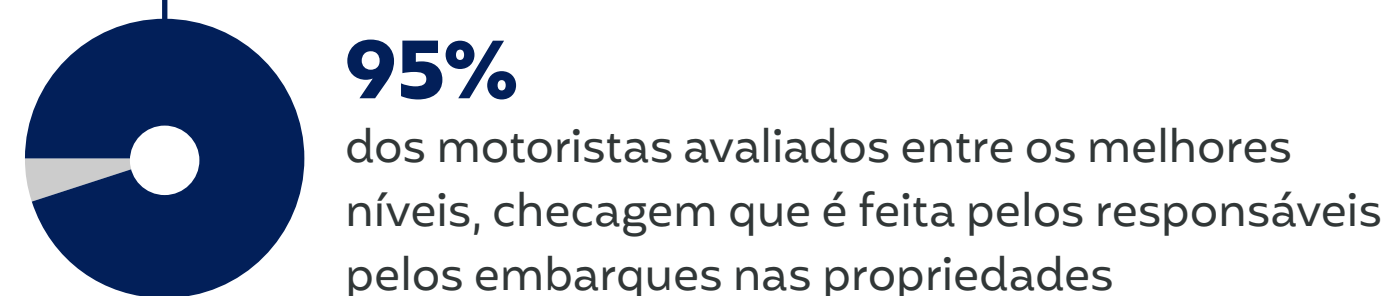 95%
dos motoristas avaliados entre os melhores
níveis, checagem que é feita pelos responsáveis
pelos embarques nas propriedades